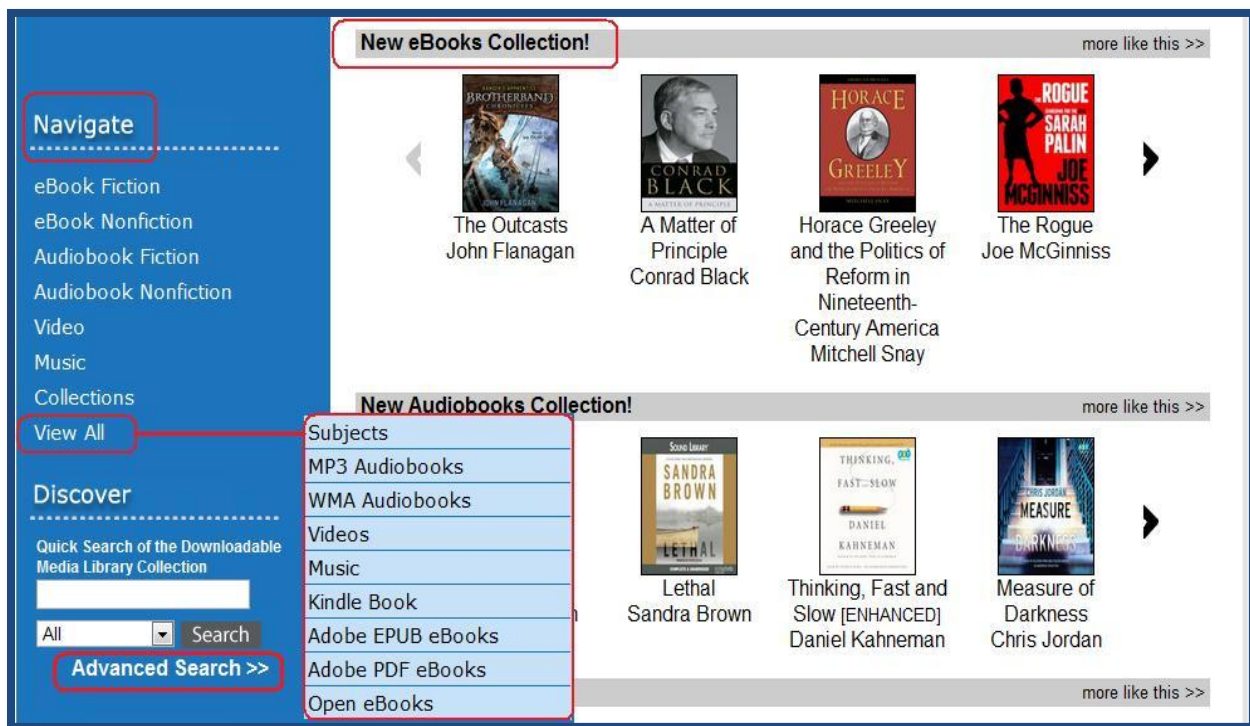 Navigate
eBook Fiction
eBook Nonfiction
Audiobook Fiction
Audiobook Nonfiction
Video
Music
Collections
View All
Subjects
MP3 Audiobooks
WMA Audiobooks
Videos
Music
Kindle Book
Adobe EPUB eBooks
Adobe PDF eBooks
Open eBooks
Discover
Quick Search of the Downloadable
Media Library Collection
All
Search
Advanced Search >>
New eBooks Collection!
more like this >>
BROTHERBAND
CHRONICLES
JOHN FLANAGAN
The Outcasts
John Flanagan
CONRAD
BLACK
A MATTER OF PRINCIPLE
A Matter of
Principle
Conrad Black
HORACE
GREELEY
MITCHELL SNAY
Horace Greeley
and the Politics of
Reform in
Nineteenth-
Century America
Mitchell Snay
THE ROGUE
SARAH
PALIN
JOE
MCGINNISS
The Rogue
Joe McGinniss
New Audiobooks Collection!
more like this >>
SOUND LIBRARY
SANDRA
BROWN
LETHAL
Lethal
Sandra Brown
THINKING,
FAST AND SLOW
DANIEL
KAHNEMAN
Thinking, Fast and
Slow [ENHANCED]
Daniel Kahneman
CHRIS JORDAN
MEASURE
DARKNESS
Measure of
Darkness
Chris Jordan
more like this >>